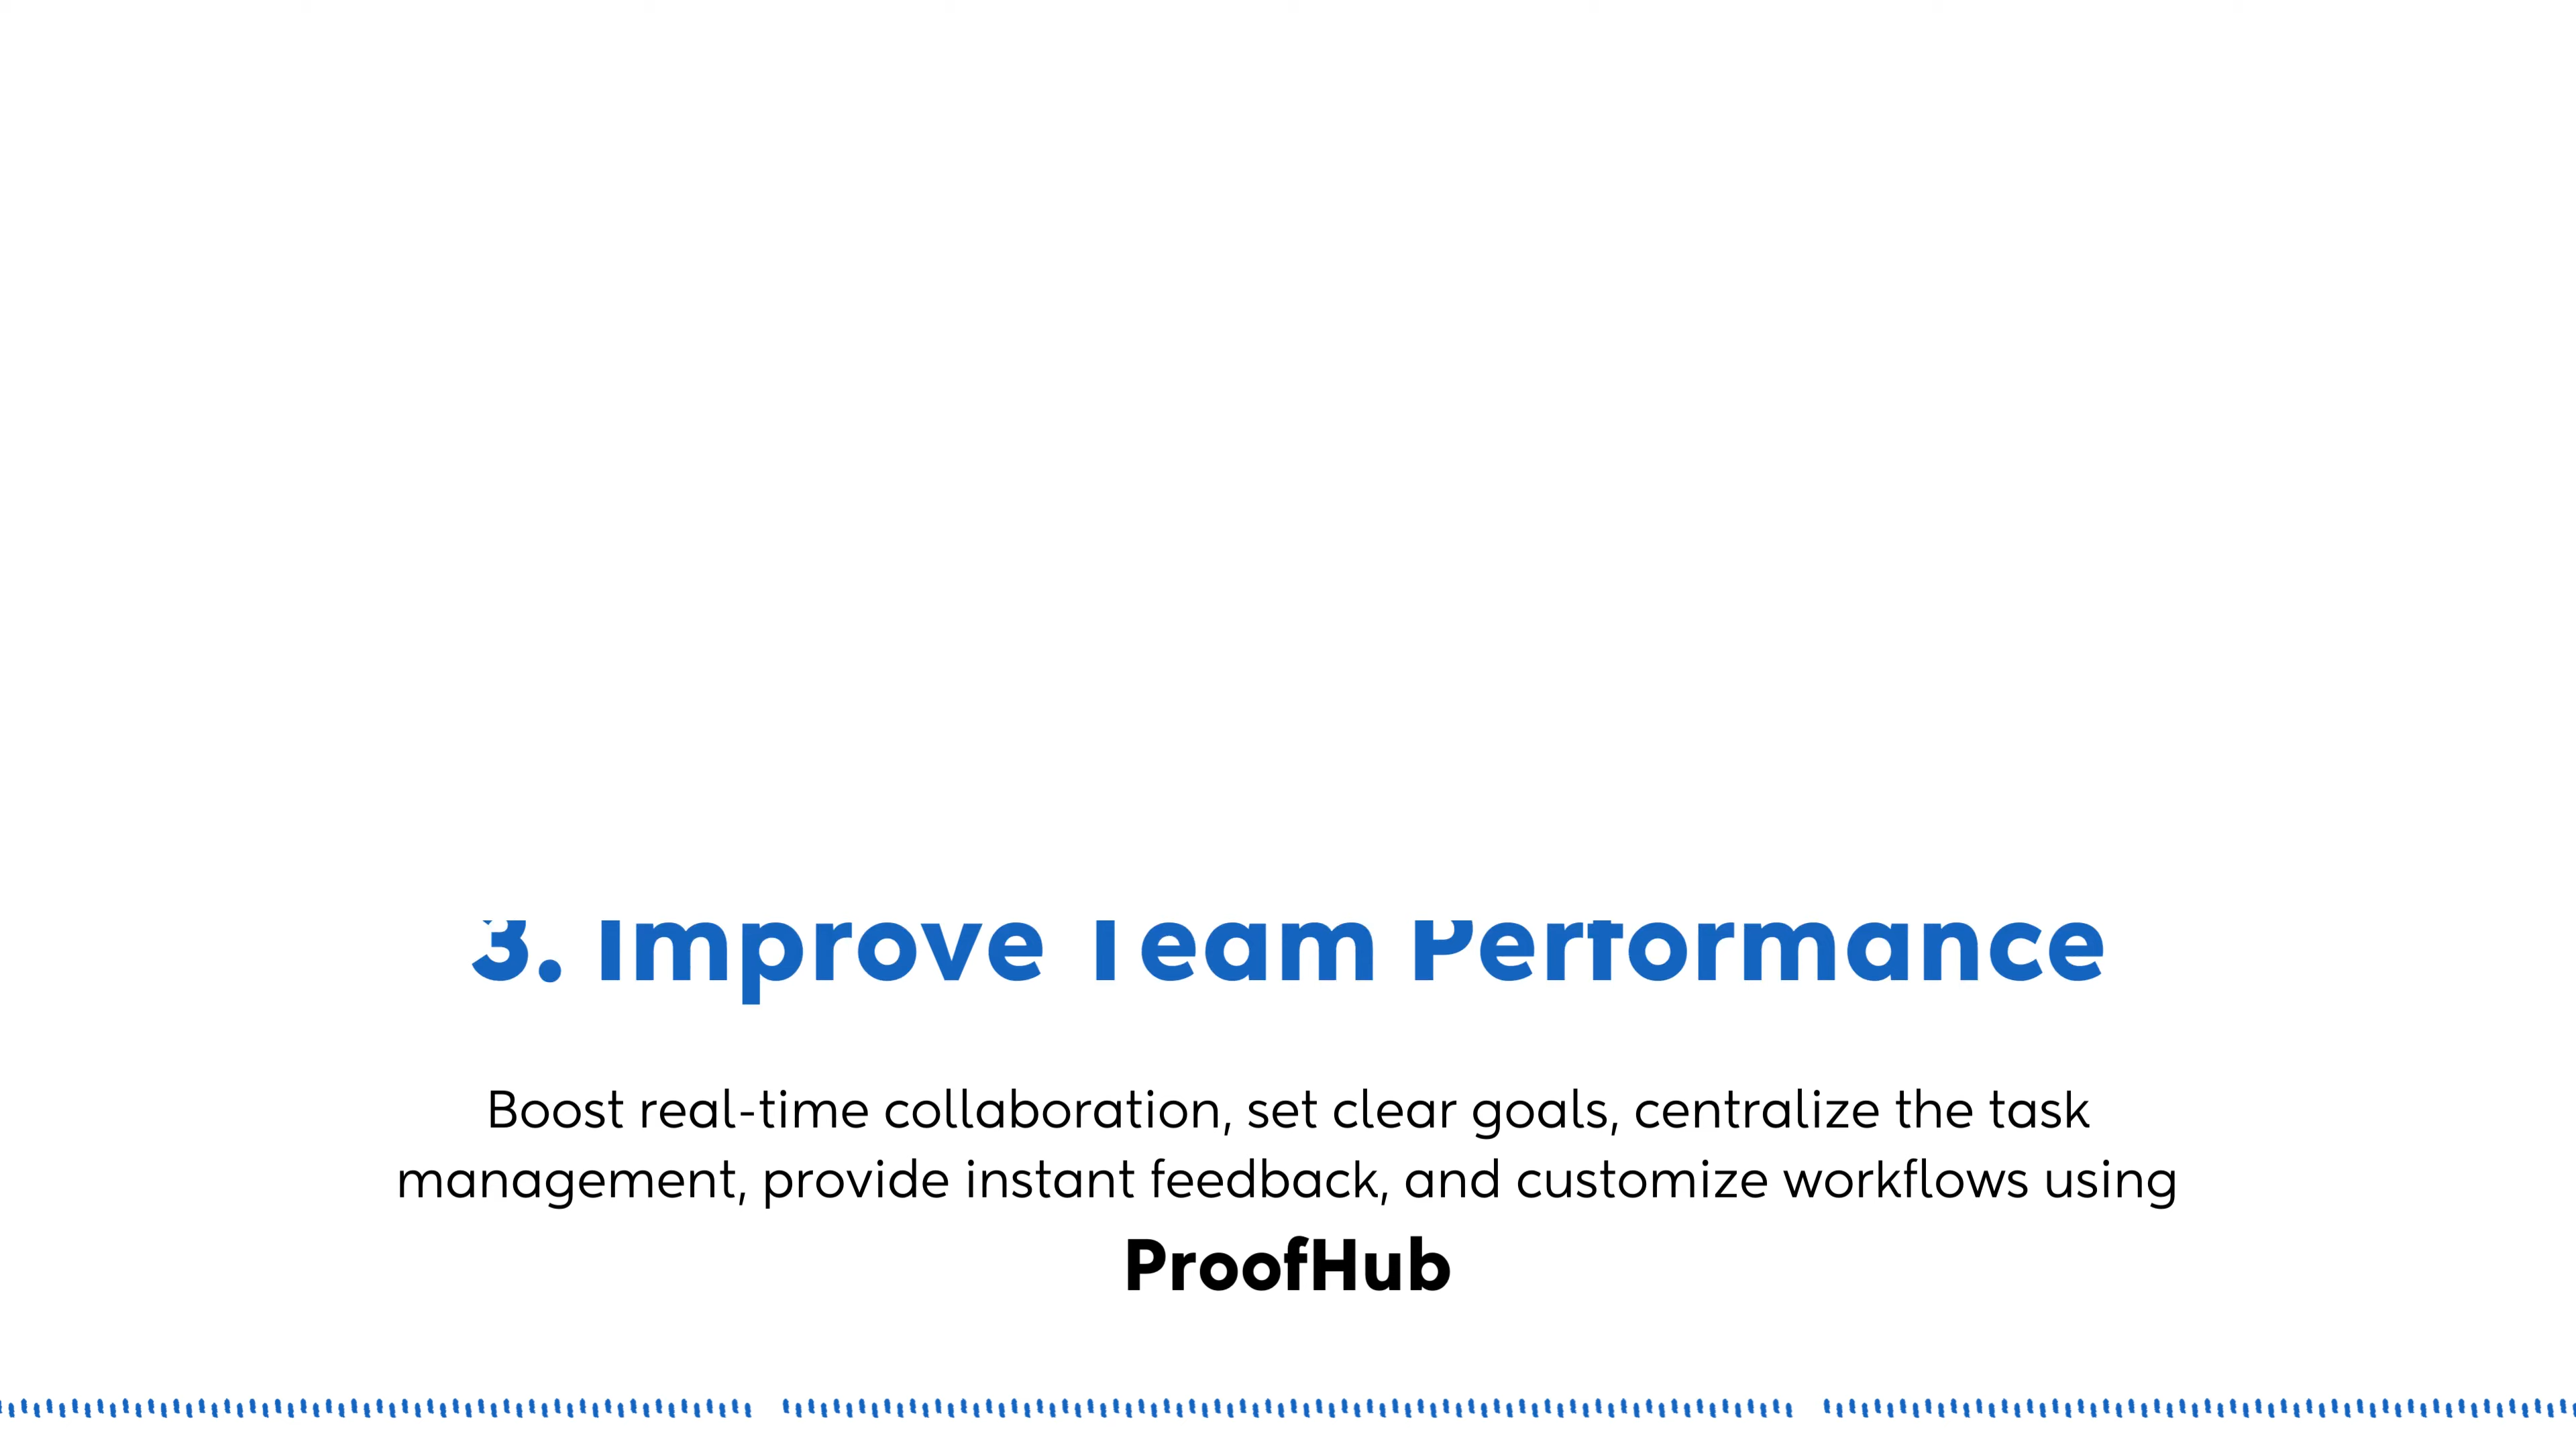 3. Improve Team Performance
Boost real-time collaboration, set clear goals, centralize the task
management, provide instant feedback, and customize workflows using
ProofHub